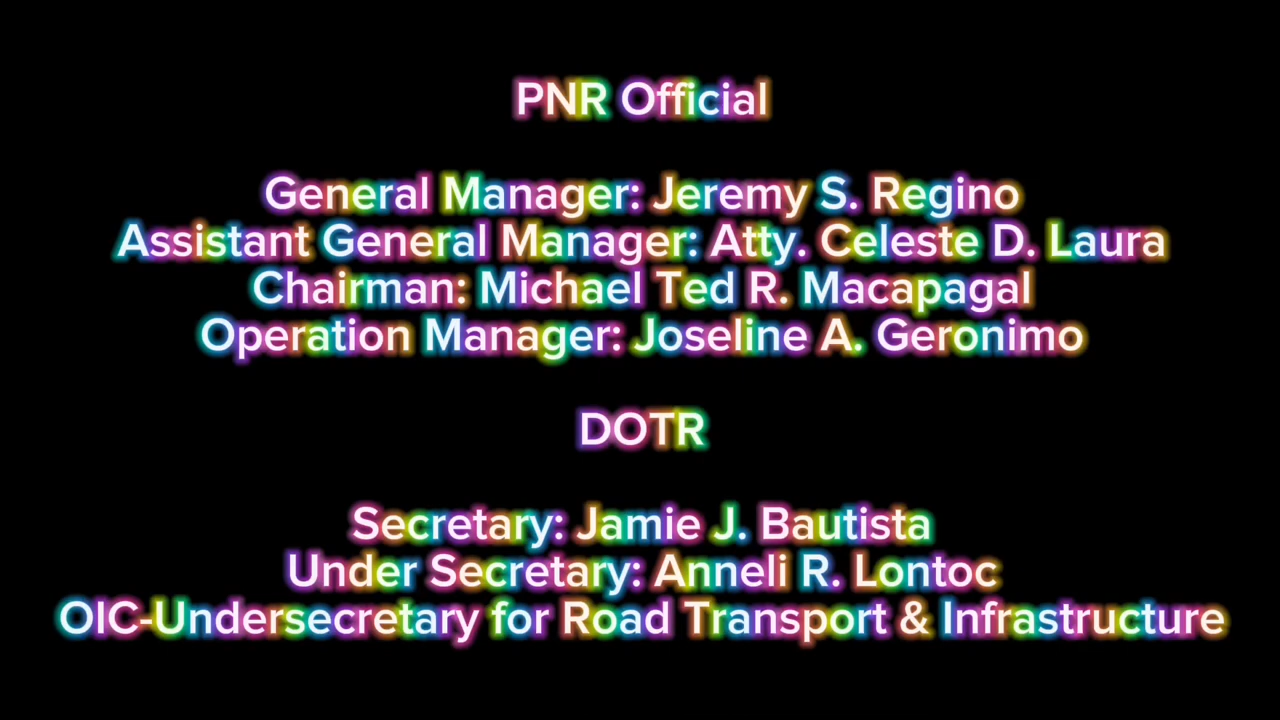 PNR Official
General Manager: Jeremy S. Regino
Assistant General Manager: Atty. Celeste D. Laura
Chairman: Michael Ted R. Macapagal
Operation Manager: Joseline A. Geronimo
DOTR
Secretary: Jamie J. Bautista
Under Secretary: Anneli R. Lontoc
OIC-Undersecretary for Road Transport & Infrastructure